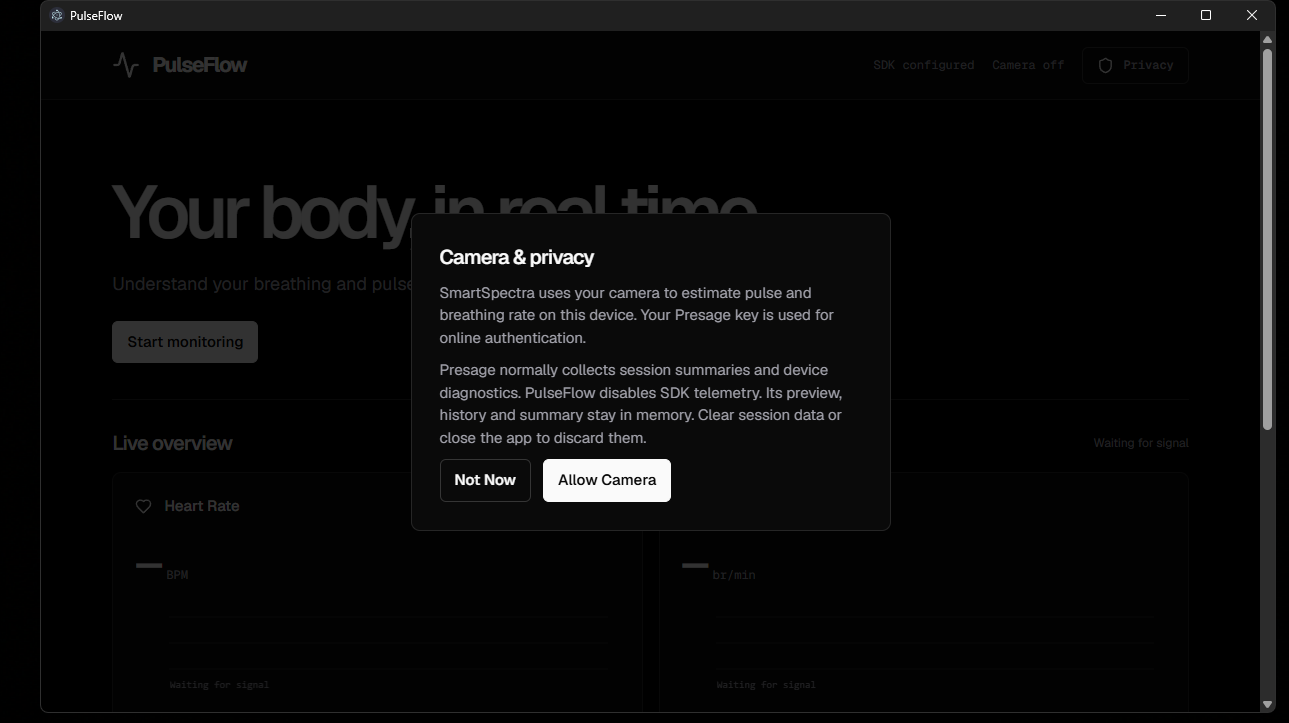 PulseFlow
PulseFlow
SDK configured Camera off Privacy
Your body, in real time
Understand your breathing and pulse
Start monitoring
Camera & privacy
SmartSpectra uses your camera to estimate pulse and
breathing rate on this device. Your Presage key is used for
online authentication.
Presage normally collects session summaries and device
diagnostics. PulseFlow disables SDK telemetry. Its preview,
history and summary stay in memory. Clear session data or
close the app to discard them.
Not Now Allow Camera
Live overview
Waiting for signal
Heart Rate
BPM
br/min
Waiting for signal
Waiting for signal